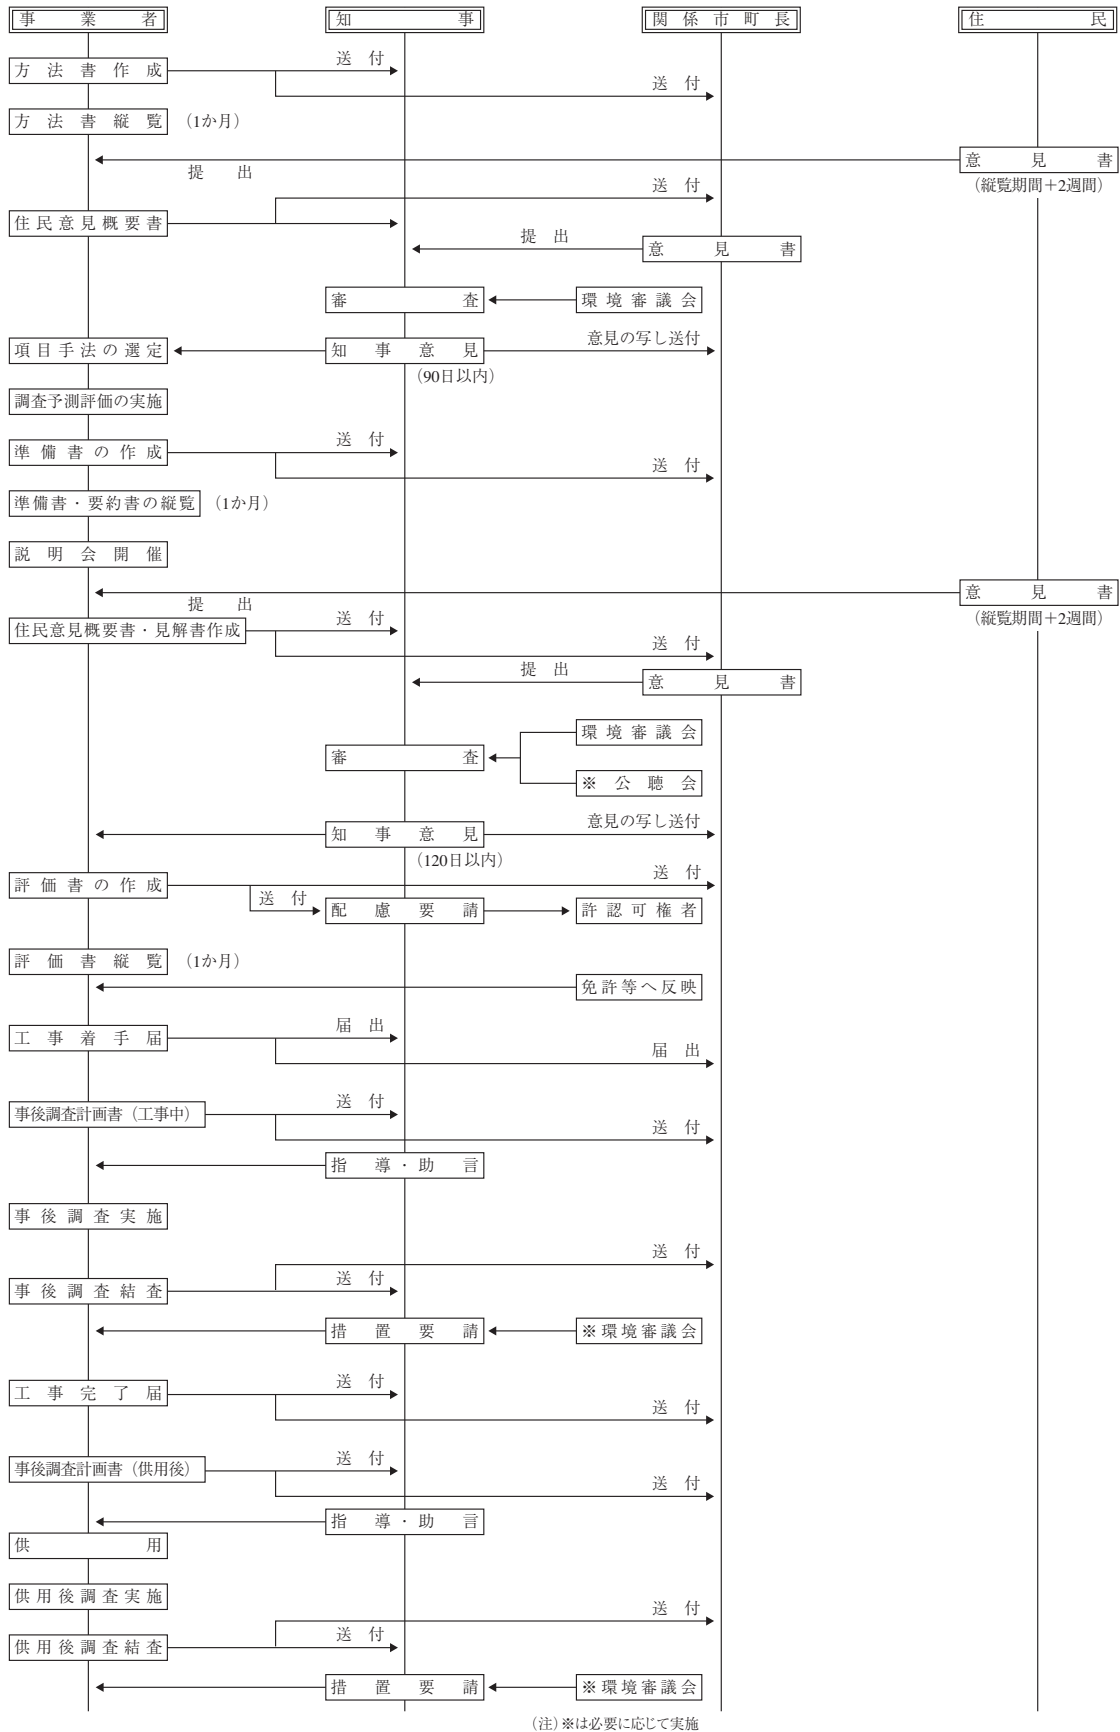 事業者 知事 関係市町長 住民
送付
方法書作成
送付
方法書縦覧 (1か月)
意見書
提出
(縦覧期間+2週間)
送付
住民意見概要書
提出
意見書
審査 環境審議会
意見の写し送付
項目手法の選定 知事意見
(90日以内)
調査予測評価の実施
送付
準備書の作成
送付
準備書・要約書の縦覧 (1か月)
説明会開催
意見書
提出
(縦覧期間+2週間)
送付
住民意見概要書・見解書作成
送付
提出
意見書
環境審議会
審査
※公聴会
意見の写し送付
知事意見
(120日以内)
送付
評価書の作成
送付
配慮要請 許認可権者
評価書縦覧 (1か月)
免許等へ反映
届出
工事着手届
届出
送付
事後調査計画書(工事中)
送付
指導・助言
事後調査実施
送付
送付
事後調査結査
措置要請 ※環境審議会
送付
工事完了届
送付
送付
事後調査計画書(供用後)
送付
指導・助言
供用
供用後調査実施
送付
送付
供用後調査結査
措置要請 ※環境審議会
(注)※は必要に応じて実施